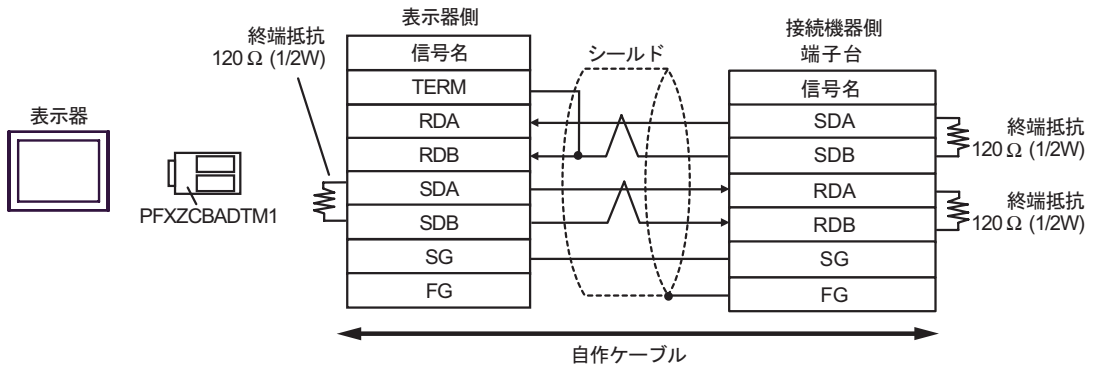 表示器
PFXZCBADTM1
終端抵抗
120 Ω (1/2W)
表示器側
信号名
TERM
RDA
RDB
SDA
SDB
SG
FG
シールド
接続機器側
端子台
信号名
SDA
SDB
RDA
RDB
SG
FG
終端抵抗
120 Ω (1/2W)
終端抵抗
120 Ω (1/2W)
自作ケーブル